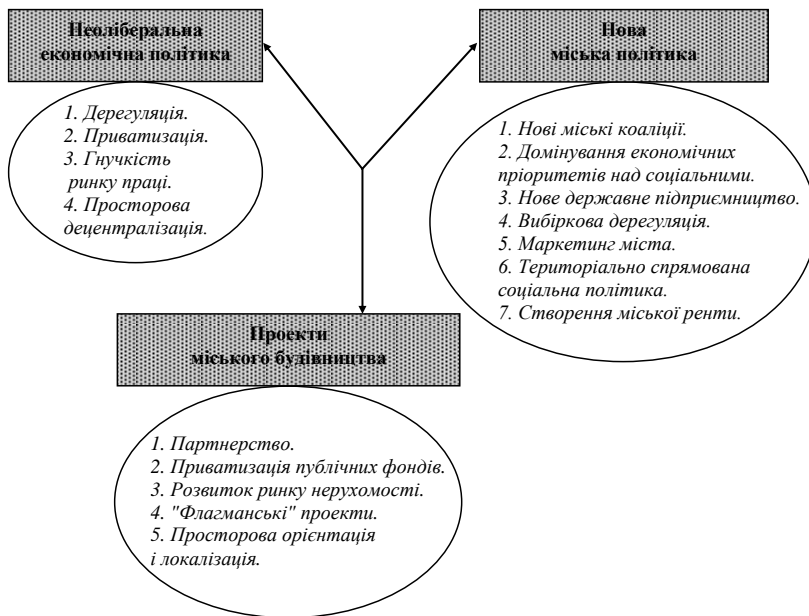 Неоліберальна
економічна політика
1. Дерегуляція.
2. Приватизація.
3. Гнучкість
ринку праці.
4. Просторова
децентралізація.
Нова
міська політика
1. Нові міські коаліції.
2. Домінування економічних
пріоритетів над соціальними.
3. Нове державне підприємництво.
4. Вибіркова дерегуляція.
5. Маркетинг міста.
6. Територіально спрямована
соціальна політика.
7. Створення міської ренти.
Проекти
міського будівництва
1. Партнерство.
2. Приватизація публічних фондів.
3. Розвиток ринку нерухомості.
4. "Флагманські" проекти.
5. Просторова орієнтація
і локалізація.